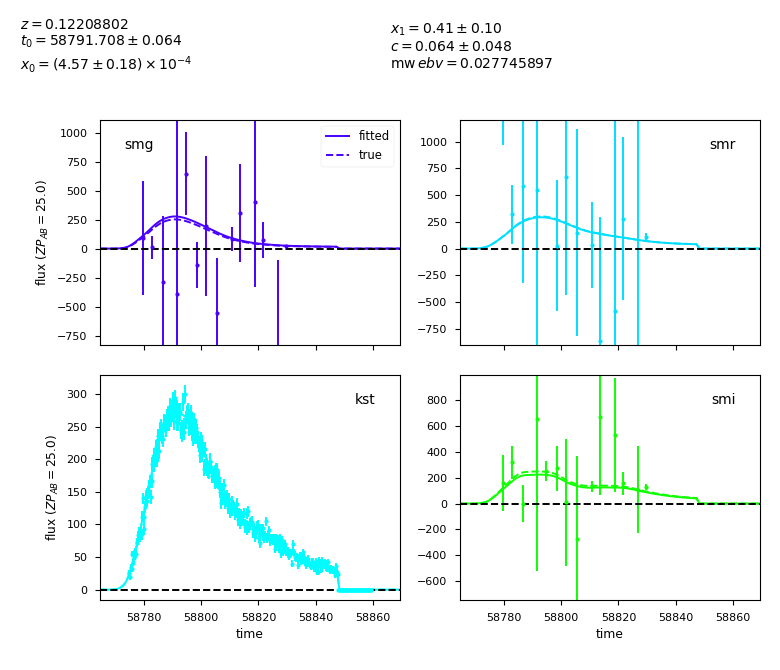 z = 0.12208802
t₀ = 58791.708 ± 0.064
x₀ = (4.57 ± 0.18) × 10⁻⁴
x₁ = 0.41 ± 0.10
c = 0.064 ± 0.048
mw ebv = 0.027745897
smg
fitted
true
1000
750
500
250
0
−250
−500
−750
flux (ZP_AB = 25.0)
smr
1000
750
500
250
0
−250
−500
−750
kst
300
250
200
150
100
50
0
flux (ZP_AB = 25.0)
58780 58800 58820 58840 58860
time
smi
800
600
400
200
0
−200
−400
−600
58780 58800 58820 58840 58860
time